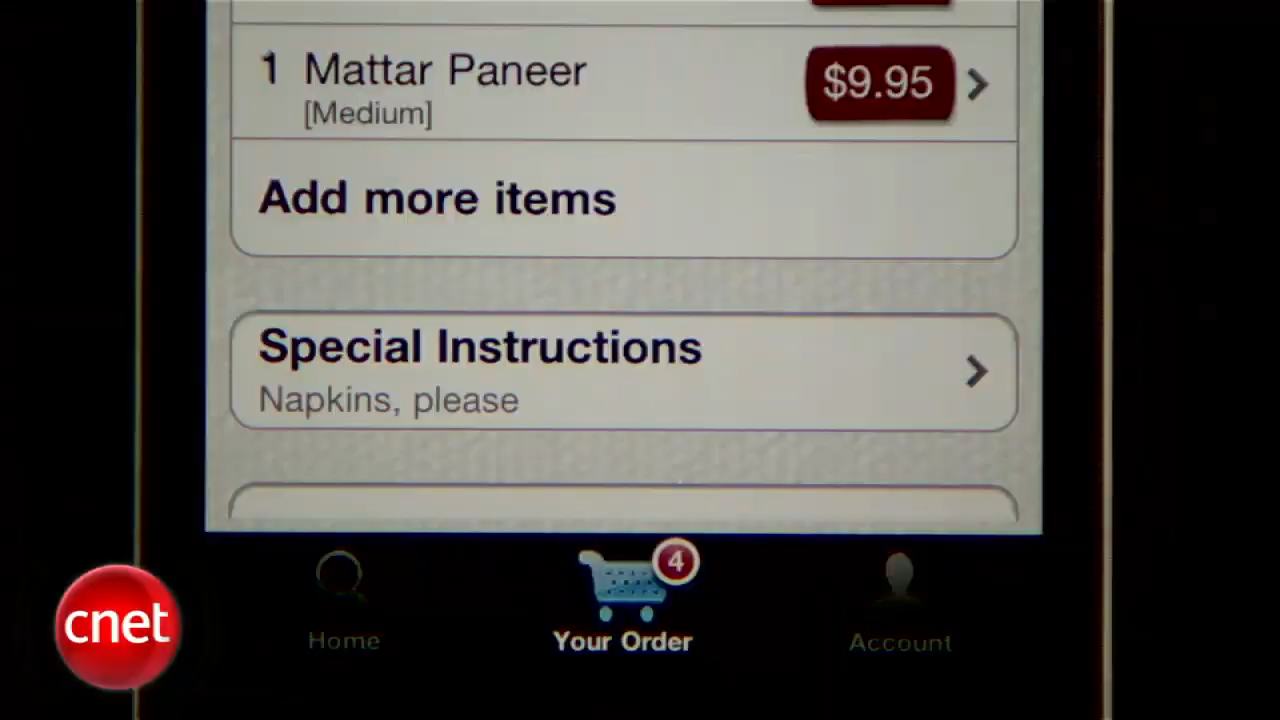 1 Mattar Paneer $9.95
[Medium]
Add more items
Special Instructions
Napkins, please
4
Home Your Order Account
cnet